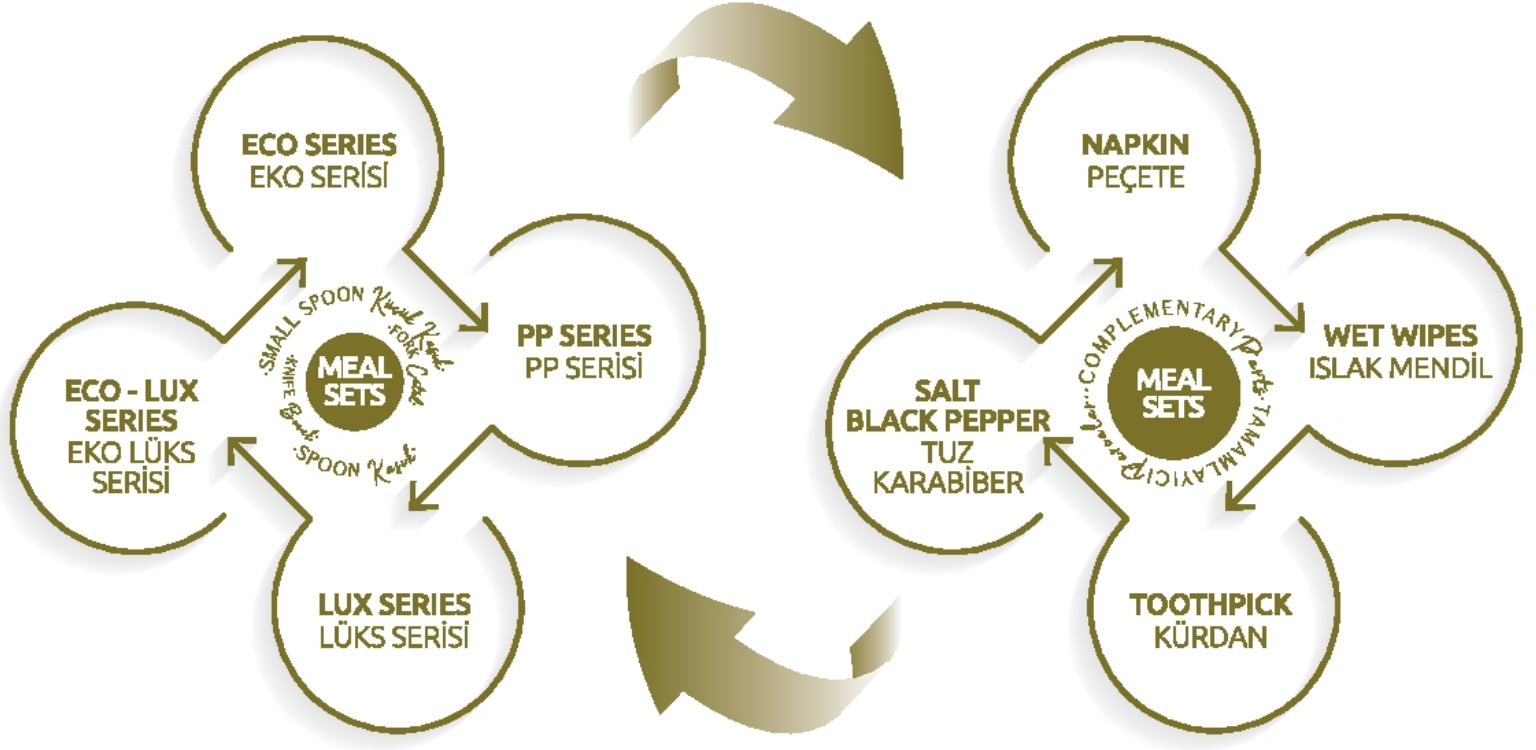 ECO SERIES
EKO SERİSİ
PP SERIES
PP SERİSİ
LUX SERIES
LÜKS SERİSİ
ECO - LUX
SERIES
EKO LÜKS
SERİSİ
MEAL
SETS
·SMALL SPOON Küçük Kaşık·
·FORK Çatal·
·SPOON Kaşık·
·KNIFE Bıçak·
NAPKIN
PEÇETE
WET WIPES
ISLAK MENDİL
TOOTHPICK
KÜRDAN
SALT
BLACK PEPPER
TUZ
KARABİBER
MEAL
SETS
·COMPLEMENTARY Parts·
TAMAMLAYICI Parçalar·